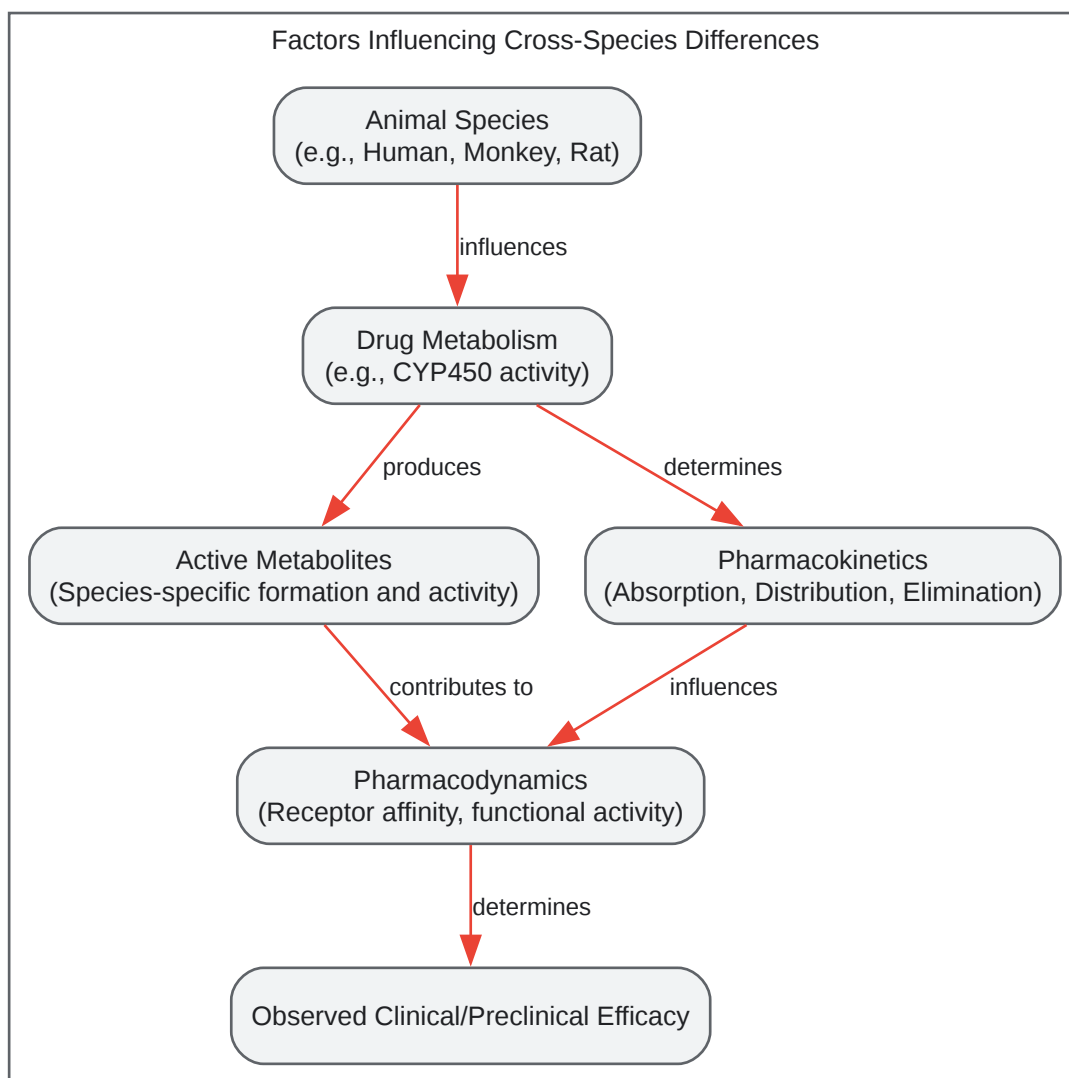 Factors Influencing Cross-Species Differences
Animal Species
(e.g., Human, Monkey, Rat)
influences
Drug Metabolism
(e.g., CYP450 activity)
produces
determines
Active Metabolites
(Species-specific formation and activity)
Pharmacokinetics
(Absorption, Distribution, Elimination)
contributes to
influences
Pharmacodynamics
(Receptor affinity, functional activity)
determines
Observed Clinical/Preclinical Efficacy